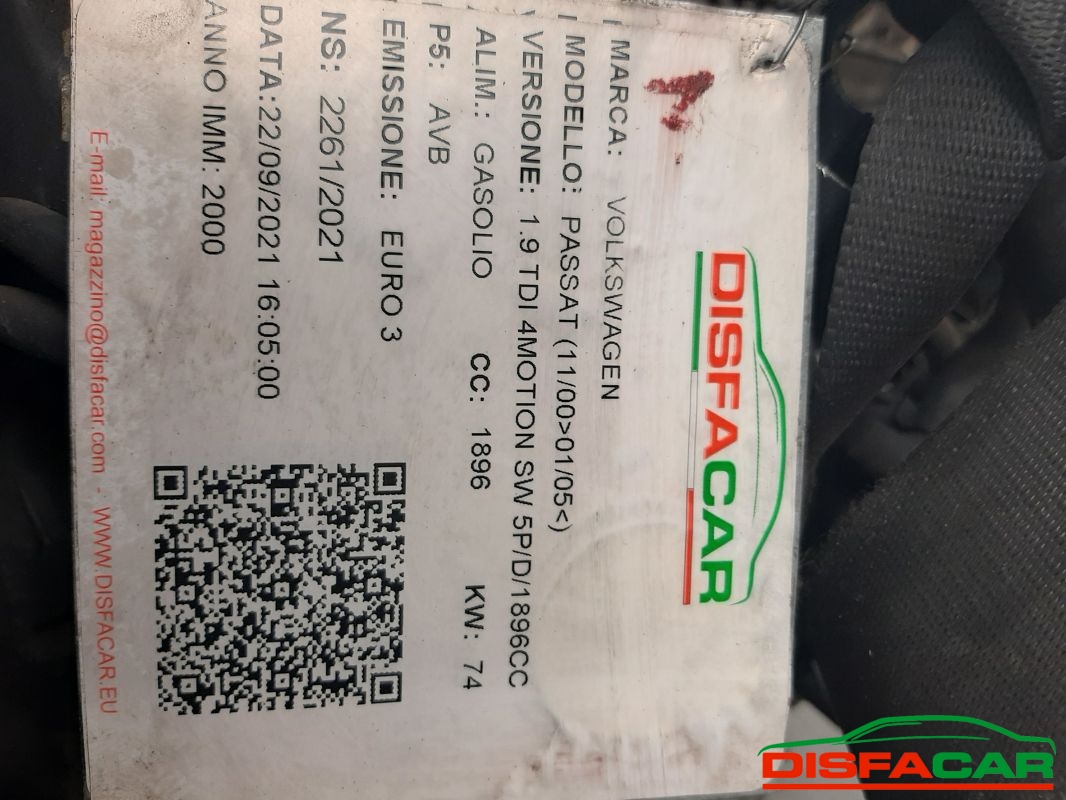 DISFACAR
MARCA: VOLKSWAGEN
MODELLO: PASSAT (11/00>01/05<)
VERSIONE: 1.9 TDI 4MOTION SW 5P/D/1896CC
ALIM.: GASOLIO CC: 1896 KW: 74
P5: AVB
EMISSIONE: EURO 3
NS: 2261/2021
DATA:22/09/2021 16:05:00
ANNO IMM: 2000
E-mail: magazzino@disfacar.com - WWW.DISFACAR.EU
DISFACAR